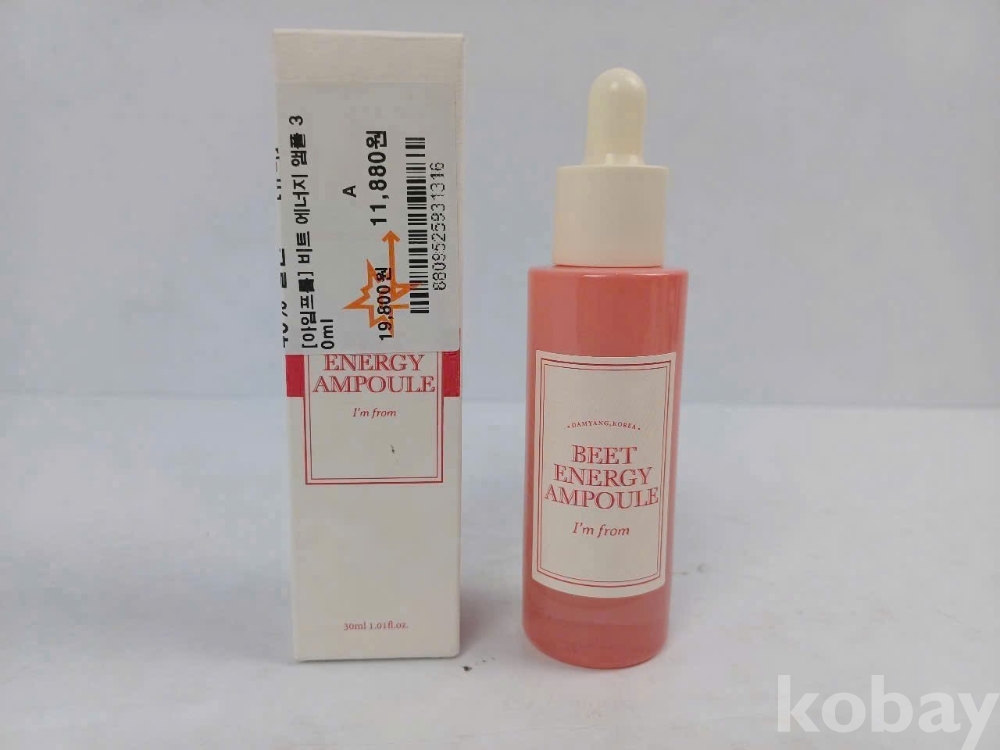 [아임프롬] 비트 에너지 앰플 3
0ml
A
19,800원 → 11,880원
8809525931316
ENERGY
AMPOULE
I'm from
30ml 1.01fl.oz.
• DAMYANG, KOREA •
BEET
ENERGY
AMPOULE
I'm from
kobay